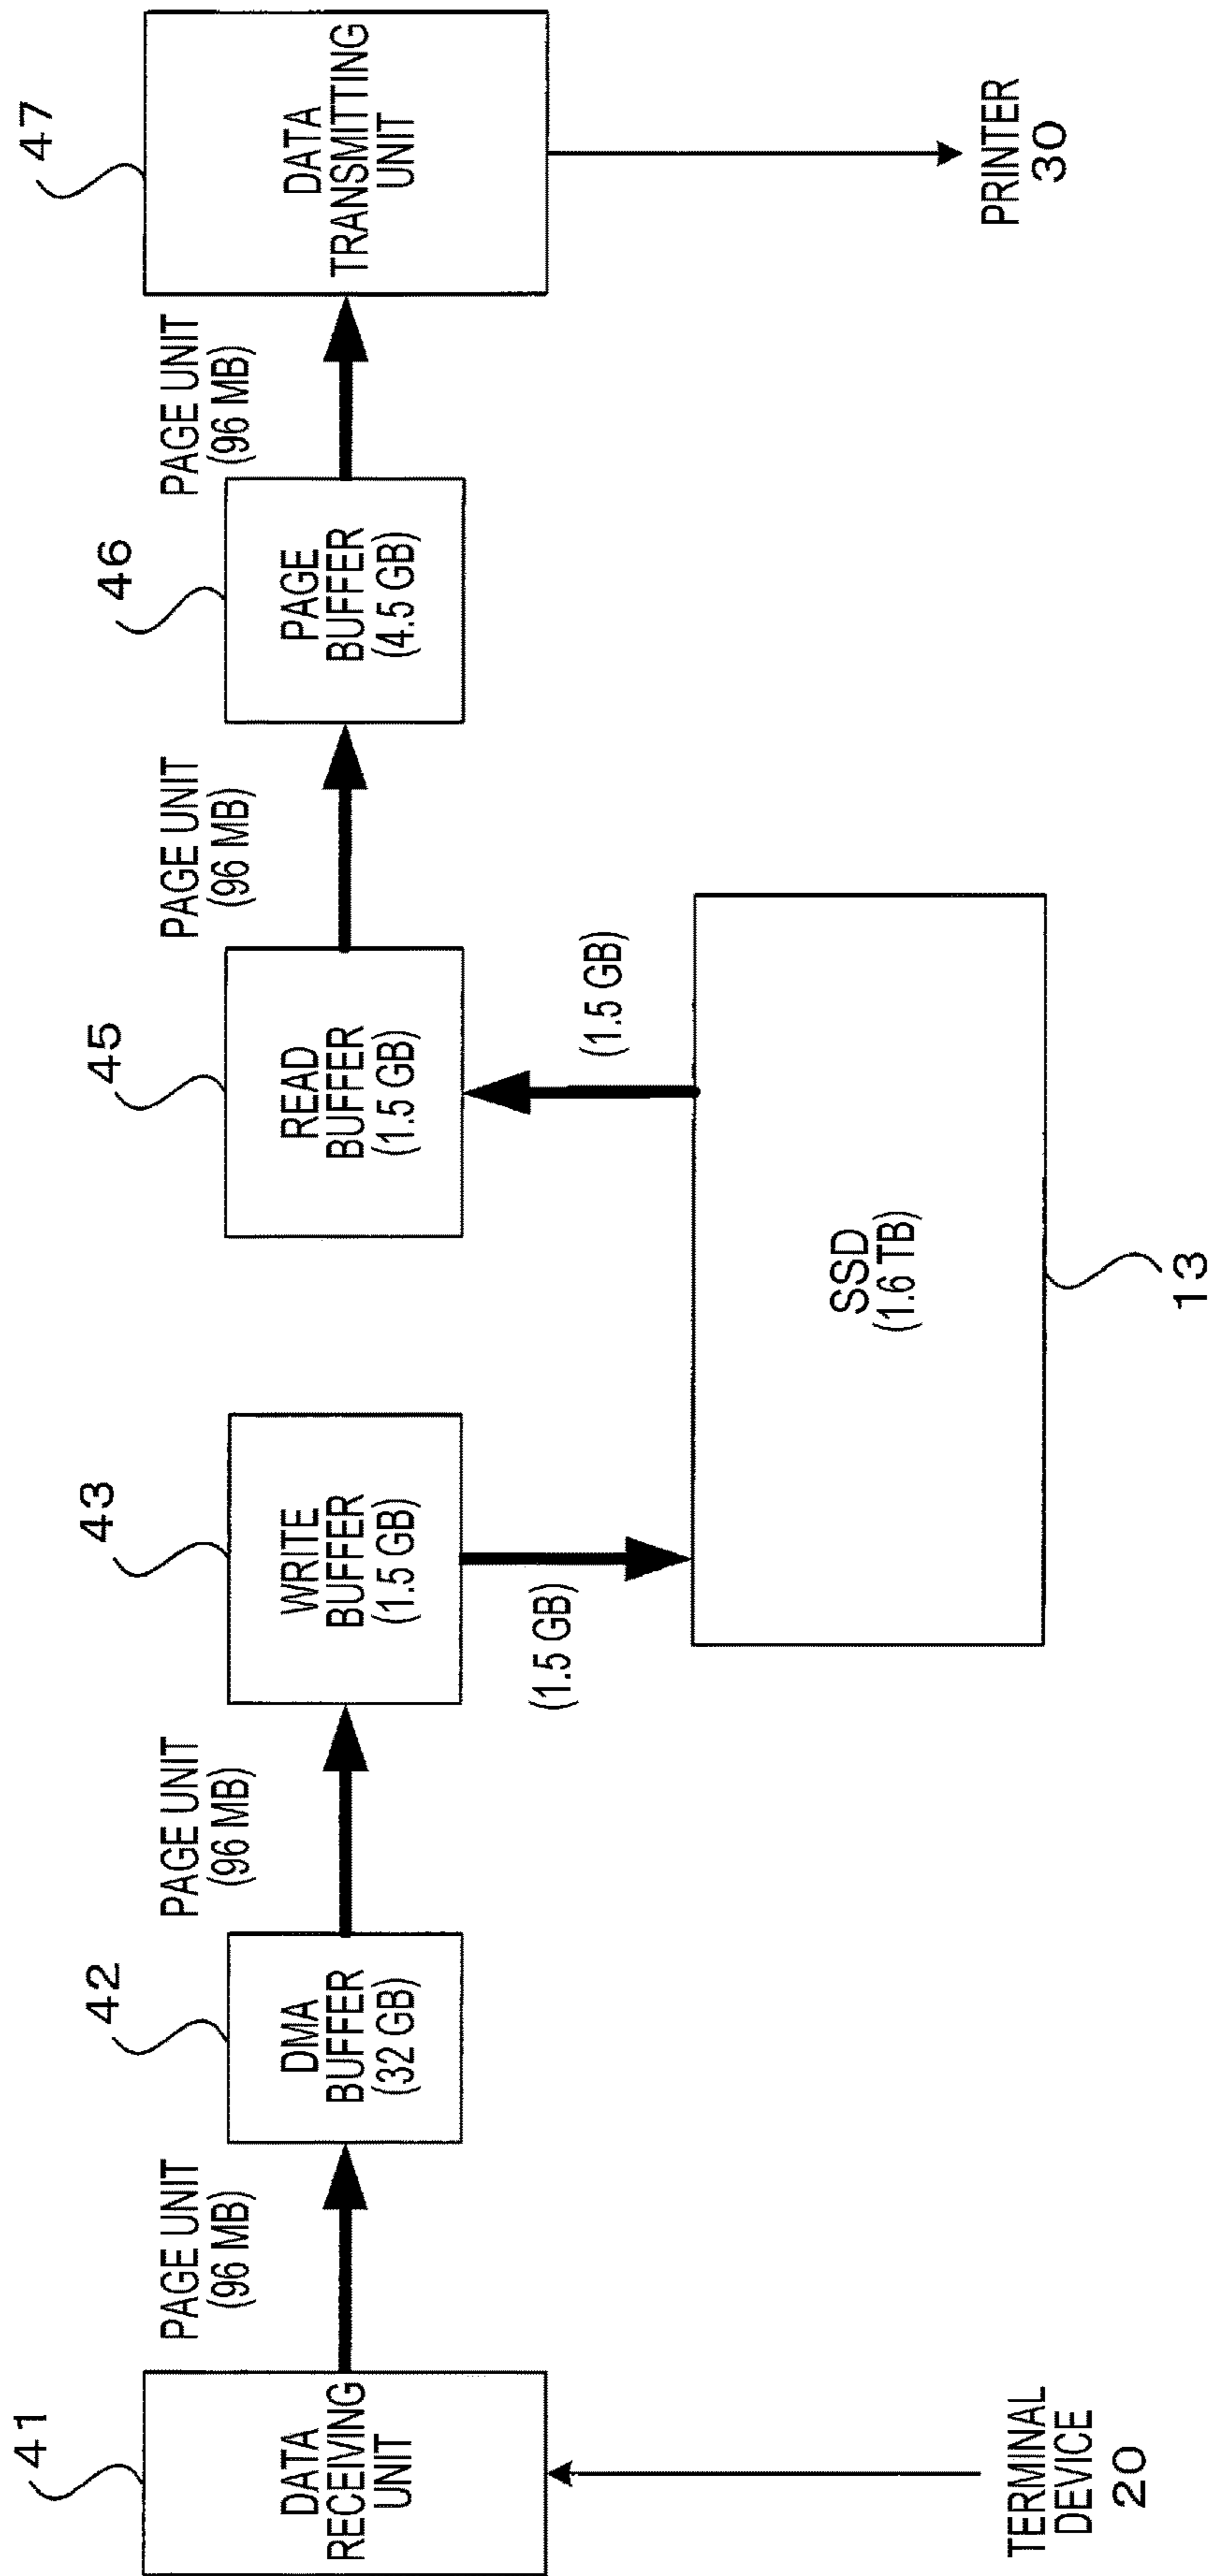 41
DATA
RECEIVING
UNIT
TERMINAL
DEVICE
20
PAGE UNIT
(96 MB)
42
DMA
BUFFER
(32 GB)
PAGE UNIT
(96 MB)
43
WRITE
BUFFER
(1.5 GB)
(1.5 GB)
SSD
(1.6 TB)
13
(1.5 GB)
45
READ
BUFFER
(1.5 GB)
PAGE UNIT
(96 MB)
46
PAGE
BUFFER
(4.5 GB)
PAGE UNIT
(96 MB)
47
DATA
TRANSMITTING
UNIT
PRINTER
30